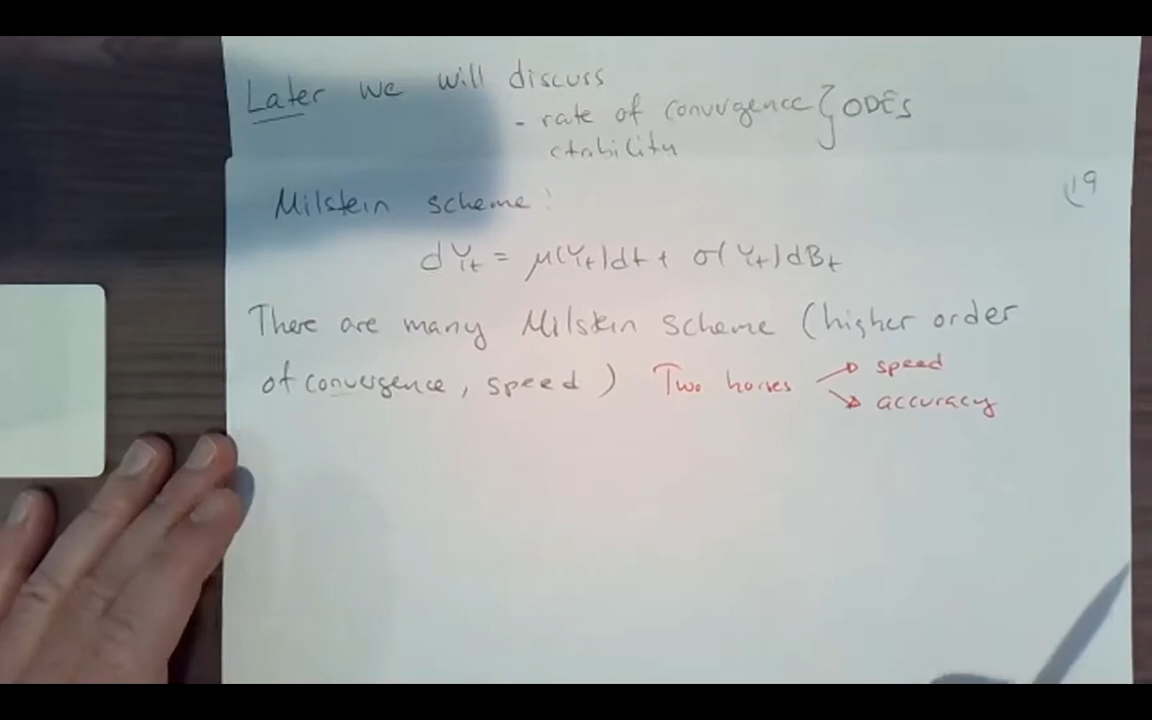 Later we will discuss
- rate of convergence } ODEs
stability
19
Milstein scheme:
dYt = μ(Yt)dt + σ(Yt)dBt
There are many Milstein scheme (higher order
of convergence, speed) Two horses → speed
→ accuracy